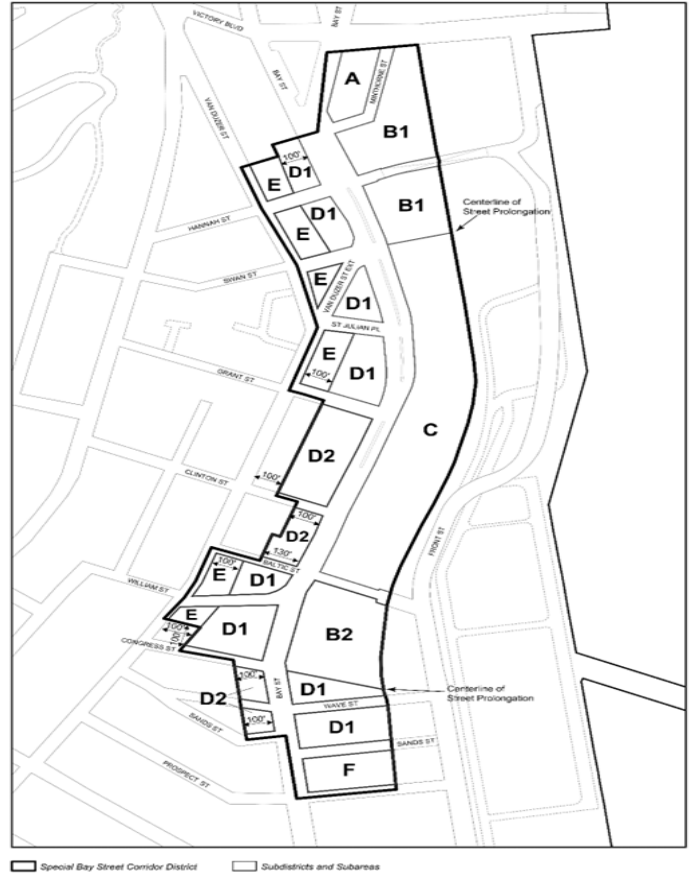 VICTORY BLVD
BAY ST
BAY ST
VAN DUZER ST
A
MINTHORNE ST
B1
100'
D1
E
B1
Centerline of
Street Prolongation
D1
E
HANNAH ST
E
VAN DUZER ST EXT
D1
SWAN ST
ST JULIAN PL
E
100'
D1
GRANT ST
C
D2
100'
CLINTON ST
100'
D2
130'
FRONT ST
BALTIC ST
100'
E
D1
WILLIAM ST
E
100'
100'
D1
B2
CONGRESS ST
100'
D2
BAY ST
D1
Centerline of
Street Prolongation
WAVE ST
100'
SANDS ST
D1
SANDS ST
F
PROSPECT ST
Special Bay Street Corridor District
Subdistricts and Subareas